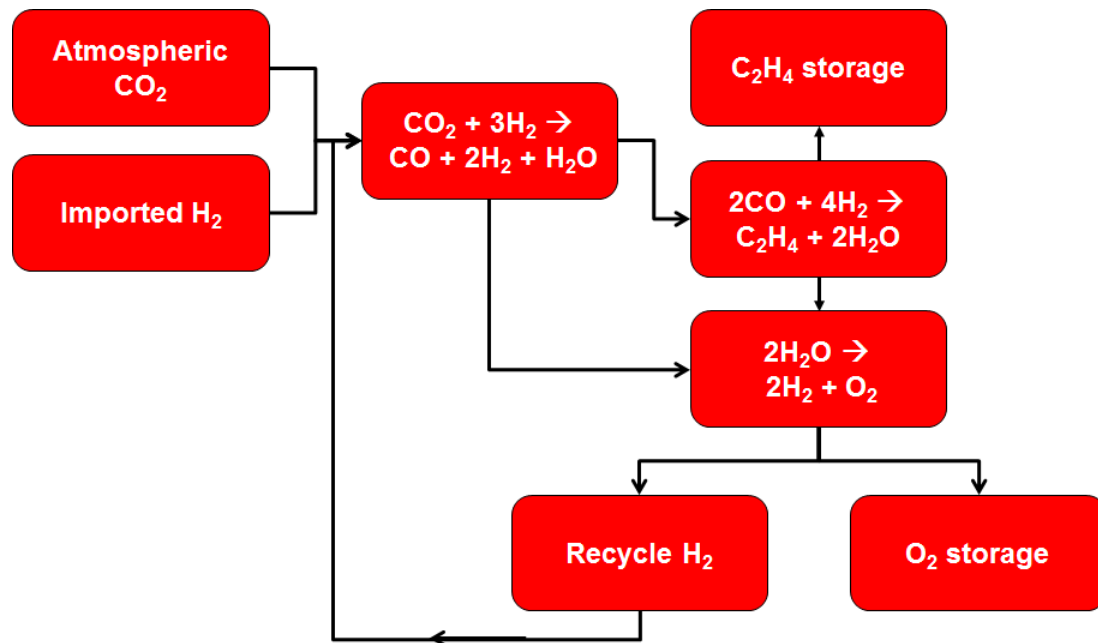 Atmospheric
CO₂
Imported H₂
CO₂ + 3H₂ →
CO + 2H₂ + H₂O
C₂H₄ storage
2CO + 4H₂ →
C₂H₄ + 2H₂O
2H₂O →
2H₂ + O₂
Recycle H₂
O₂ storage